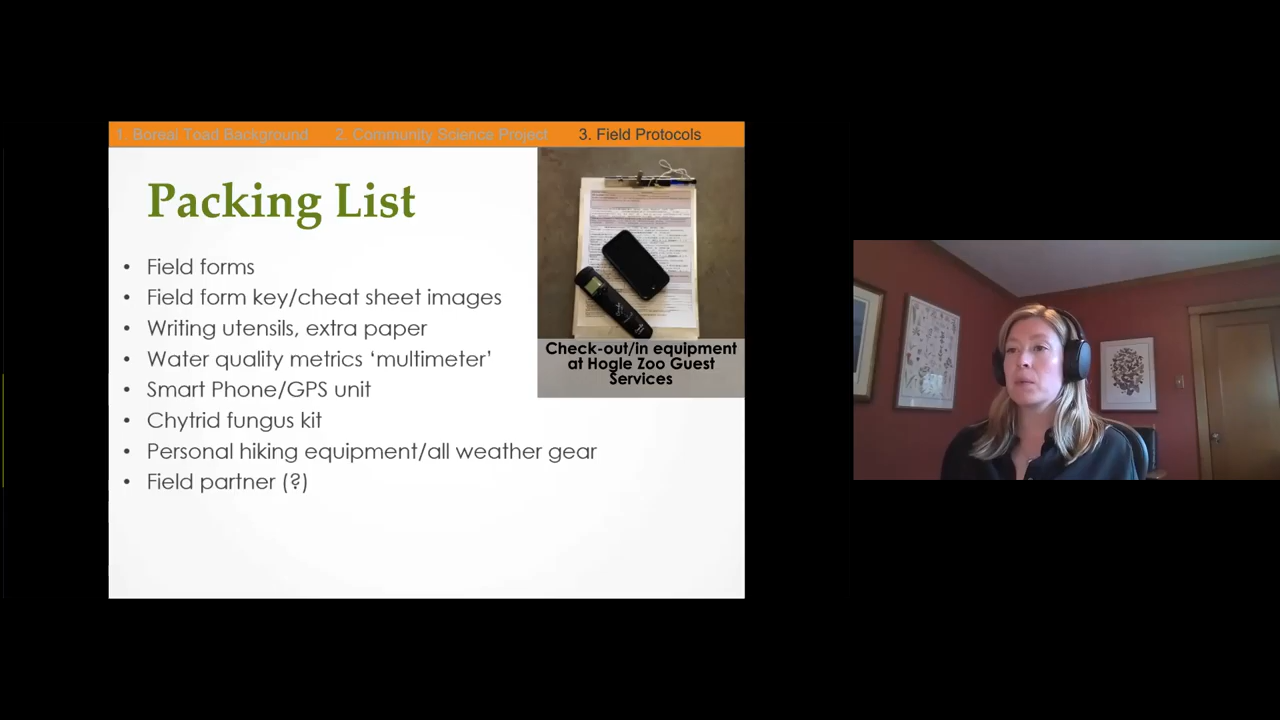 1. Boreal Toad Background 2. Community Science Project 3. Field Protocols
Packing List
• Field forms
• Field form key/cheat sheet images
• Writing utensils, extra paper
• Water quality metrics ‘multimeter’
• Smart Phone/GPS unit
• Chytrid fungus kit
• Personal hiking equipment/all weather gear
• Field partner (?)
Check-out/in equipment
at Hogle Zoo Guest
Services